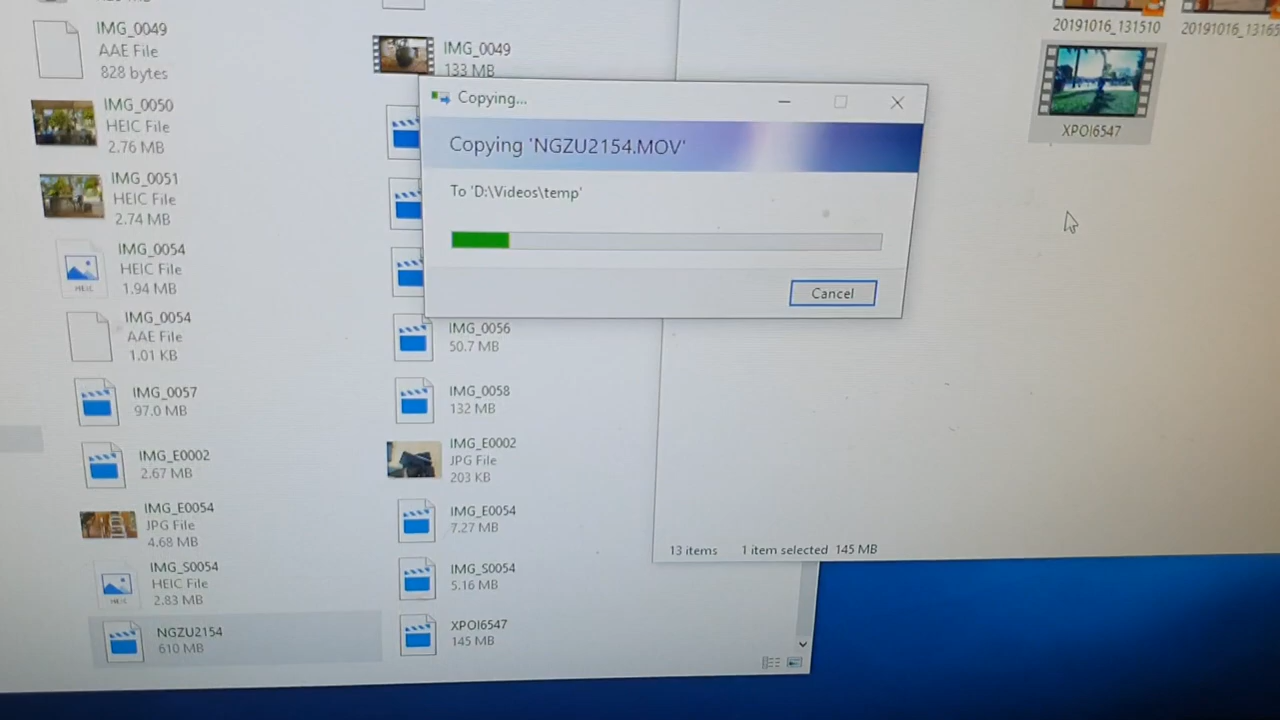 IMG_0049
AAE File
828 bytes
IMG_0049
133 MB
IMG_0050
HEIC File
2.76 MB
IMG_0051
HEIC File
2.74 MB
IMG_0054
HEIC File
1.94 MB
HEIC
IMG_0054
AAE File
1.01 KB
IMG_0056
50.7 MB
IMG_0057
97.0 MB
IMG_0058
132 MB
IMG_E0002
2.67 MB
IMG_E0002
JPG File
203 KB
IMG_E0054
JPG File
4.68 MB
IMG_E0054
7.27 MB
IMG_S0054
HEIC File
2.83 MB
HEIC
IMG_S0054
5.16 MB
NGZU2154
610 MB
XPOI6547
145 MB
Copying...
Copying 'NGZU2154.MOV'
To 'D:\Videos\temp'
Cancel
20191016_131510
XPOI6547
13 items 1 item selected 145 MB